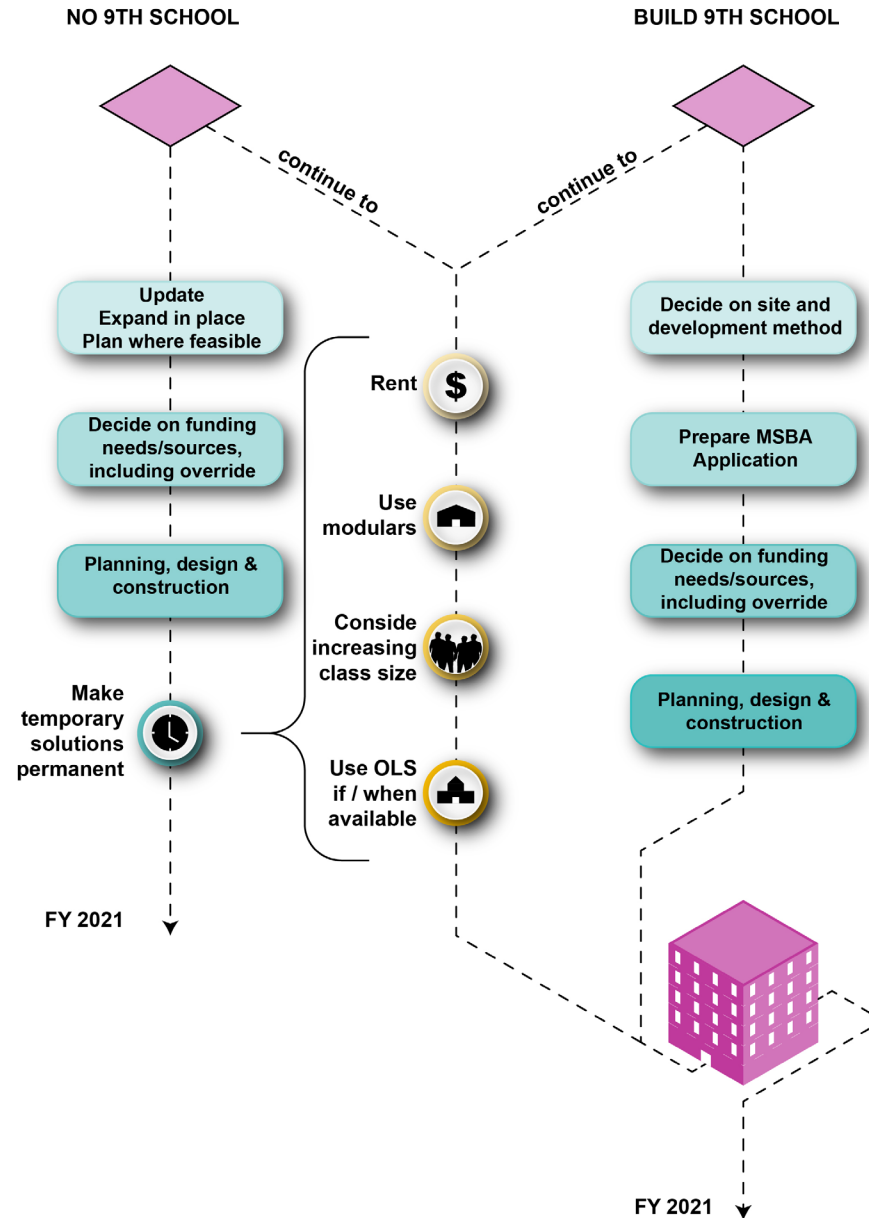 NO 9TH SCHOOL
BUILD 9TH SCHOOL
continue to
continue to
Update
Expand in place
Plan where feasible
Decide on funding
needs/sources,
including override
Planning, design &
construction
Make
temporary
solutions
permanent
FY 2021
Rent
$
Use
modulars
Conside
increasing
class size
Use OLS
if / when
available
Decide on site and
development method
Prepare MSBA
Application
Decide on funding
needs/sources,
including override
Planning, design &
construction
FY 2021